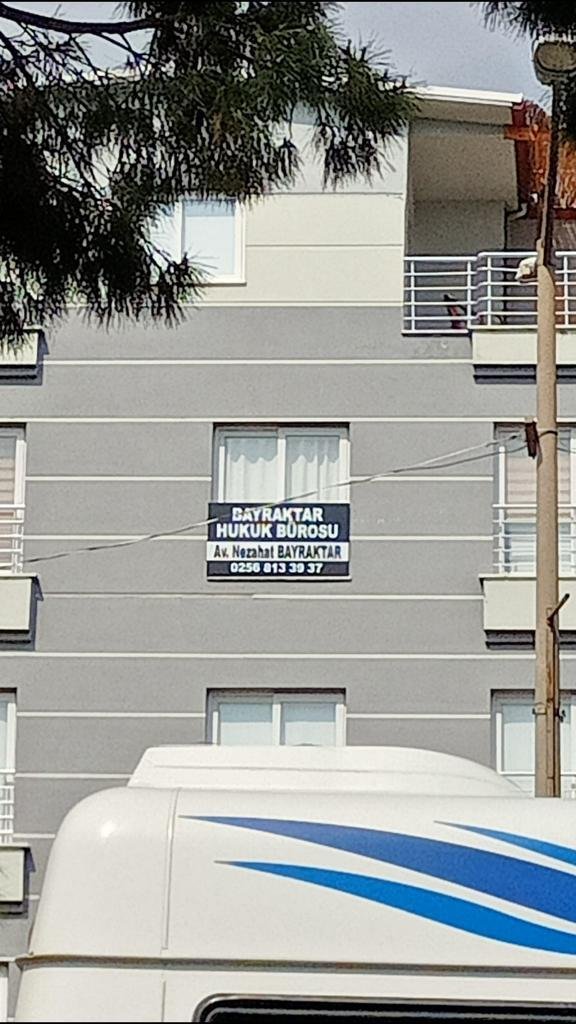 BAYRAKTAR
HUKUK BÜROSU
Av. Nezahat BAYRAKTAR
0256 813 39 37